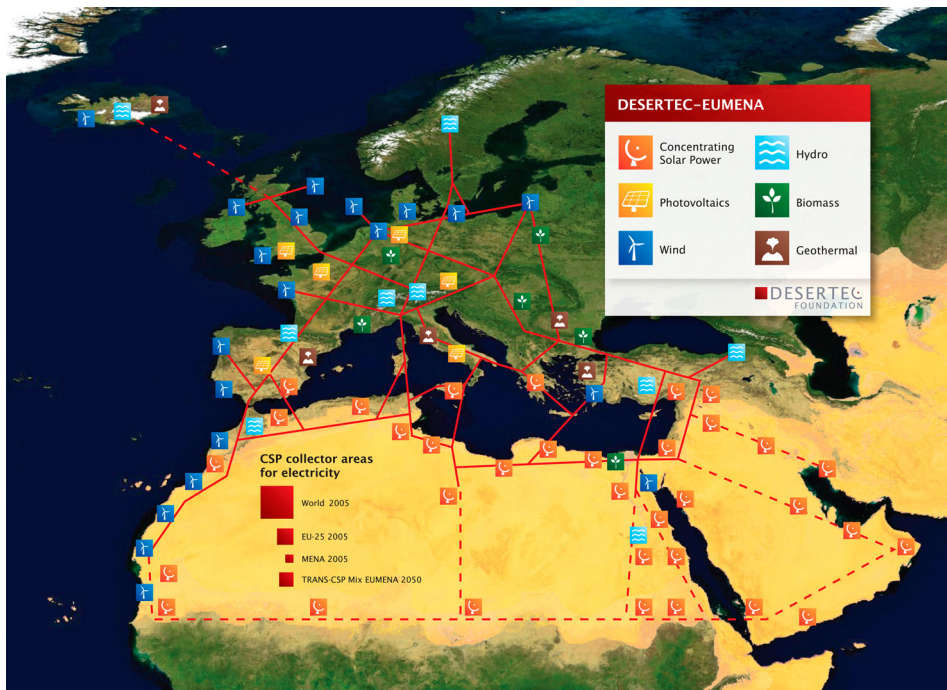 DESERTEC–EUMENA
Concentrating
Solar Power
Hydro
Photovoltaics
Biomass
Wind
Geothermal
DESERTEC
FOUNDATION
CSP collector areas
for electricity
World 2005
EU-25 2005
MENA 2005
TRANS-CSP Mix EUMENA 2050